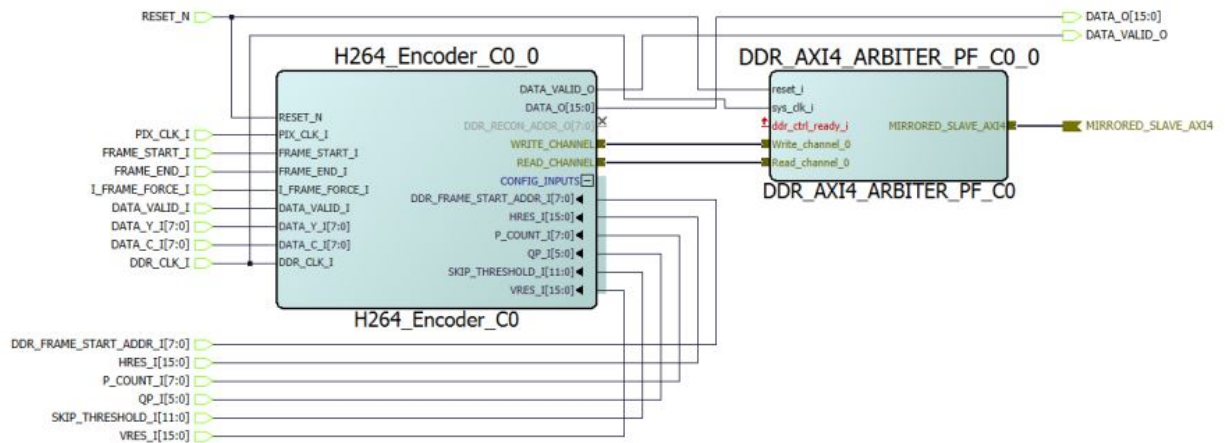 RESET_N
DATA_O[15:0]
DATA_VALID_O
H264_Encoder_C0_0
DDR_AXI4_ARBITER_PF_C0_0
DATA_VALID_O
DATA_O[15:0]
DDR_RECON_ADDR_O[7:0]
WRITE_CHANNEL
READ_CHANNEL
CONFIG_INPUTS
DDR_FRAME_START_ADDR_I[7:0]
HRES_I[15:0]
P_COUNT_I[7:0]
QP_I[5:0]
SKIP_THRESHOLD_I[11:0]
VRES_I[15:0]
RESET_N
PIX_CLK_I
FRAME_START_I
FRAME_END_I
I_FRAME_FORCE_I
DATA_VALID_I
DATA_Y_I[7:0]
DATA_C_I[7:0]
DDR_CLK_I
PIX_CLK_I
FRAME_START_I
FRAME_END_I
I_FRAME_FORCE_I
DATA_VALID_I
DATA_Y_I[7:0]
DATA_C_I[7:0]
DDR_CLK_I
H264_Encoder_C0
reset_i
sys_clk_i
ddr_ctrl_ready_i
Write_channel_0
Read_channel_0
MIRRORED_SLAVE_AXI4
MIRRORED_SLAVE_AXI4
DDR_AXI4_ARBITER_PF_C0
DDR_FRAME_START_ADDR_I[7:0]
HRES_I[15:0]
P_COUNT_I[7:0]
QP_I[5:0]
SKIP_THRESHOLD_I[11:0]
VRES_I[15:0]